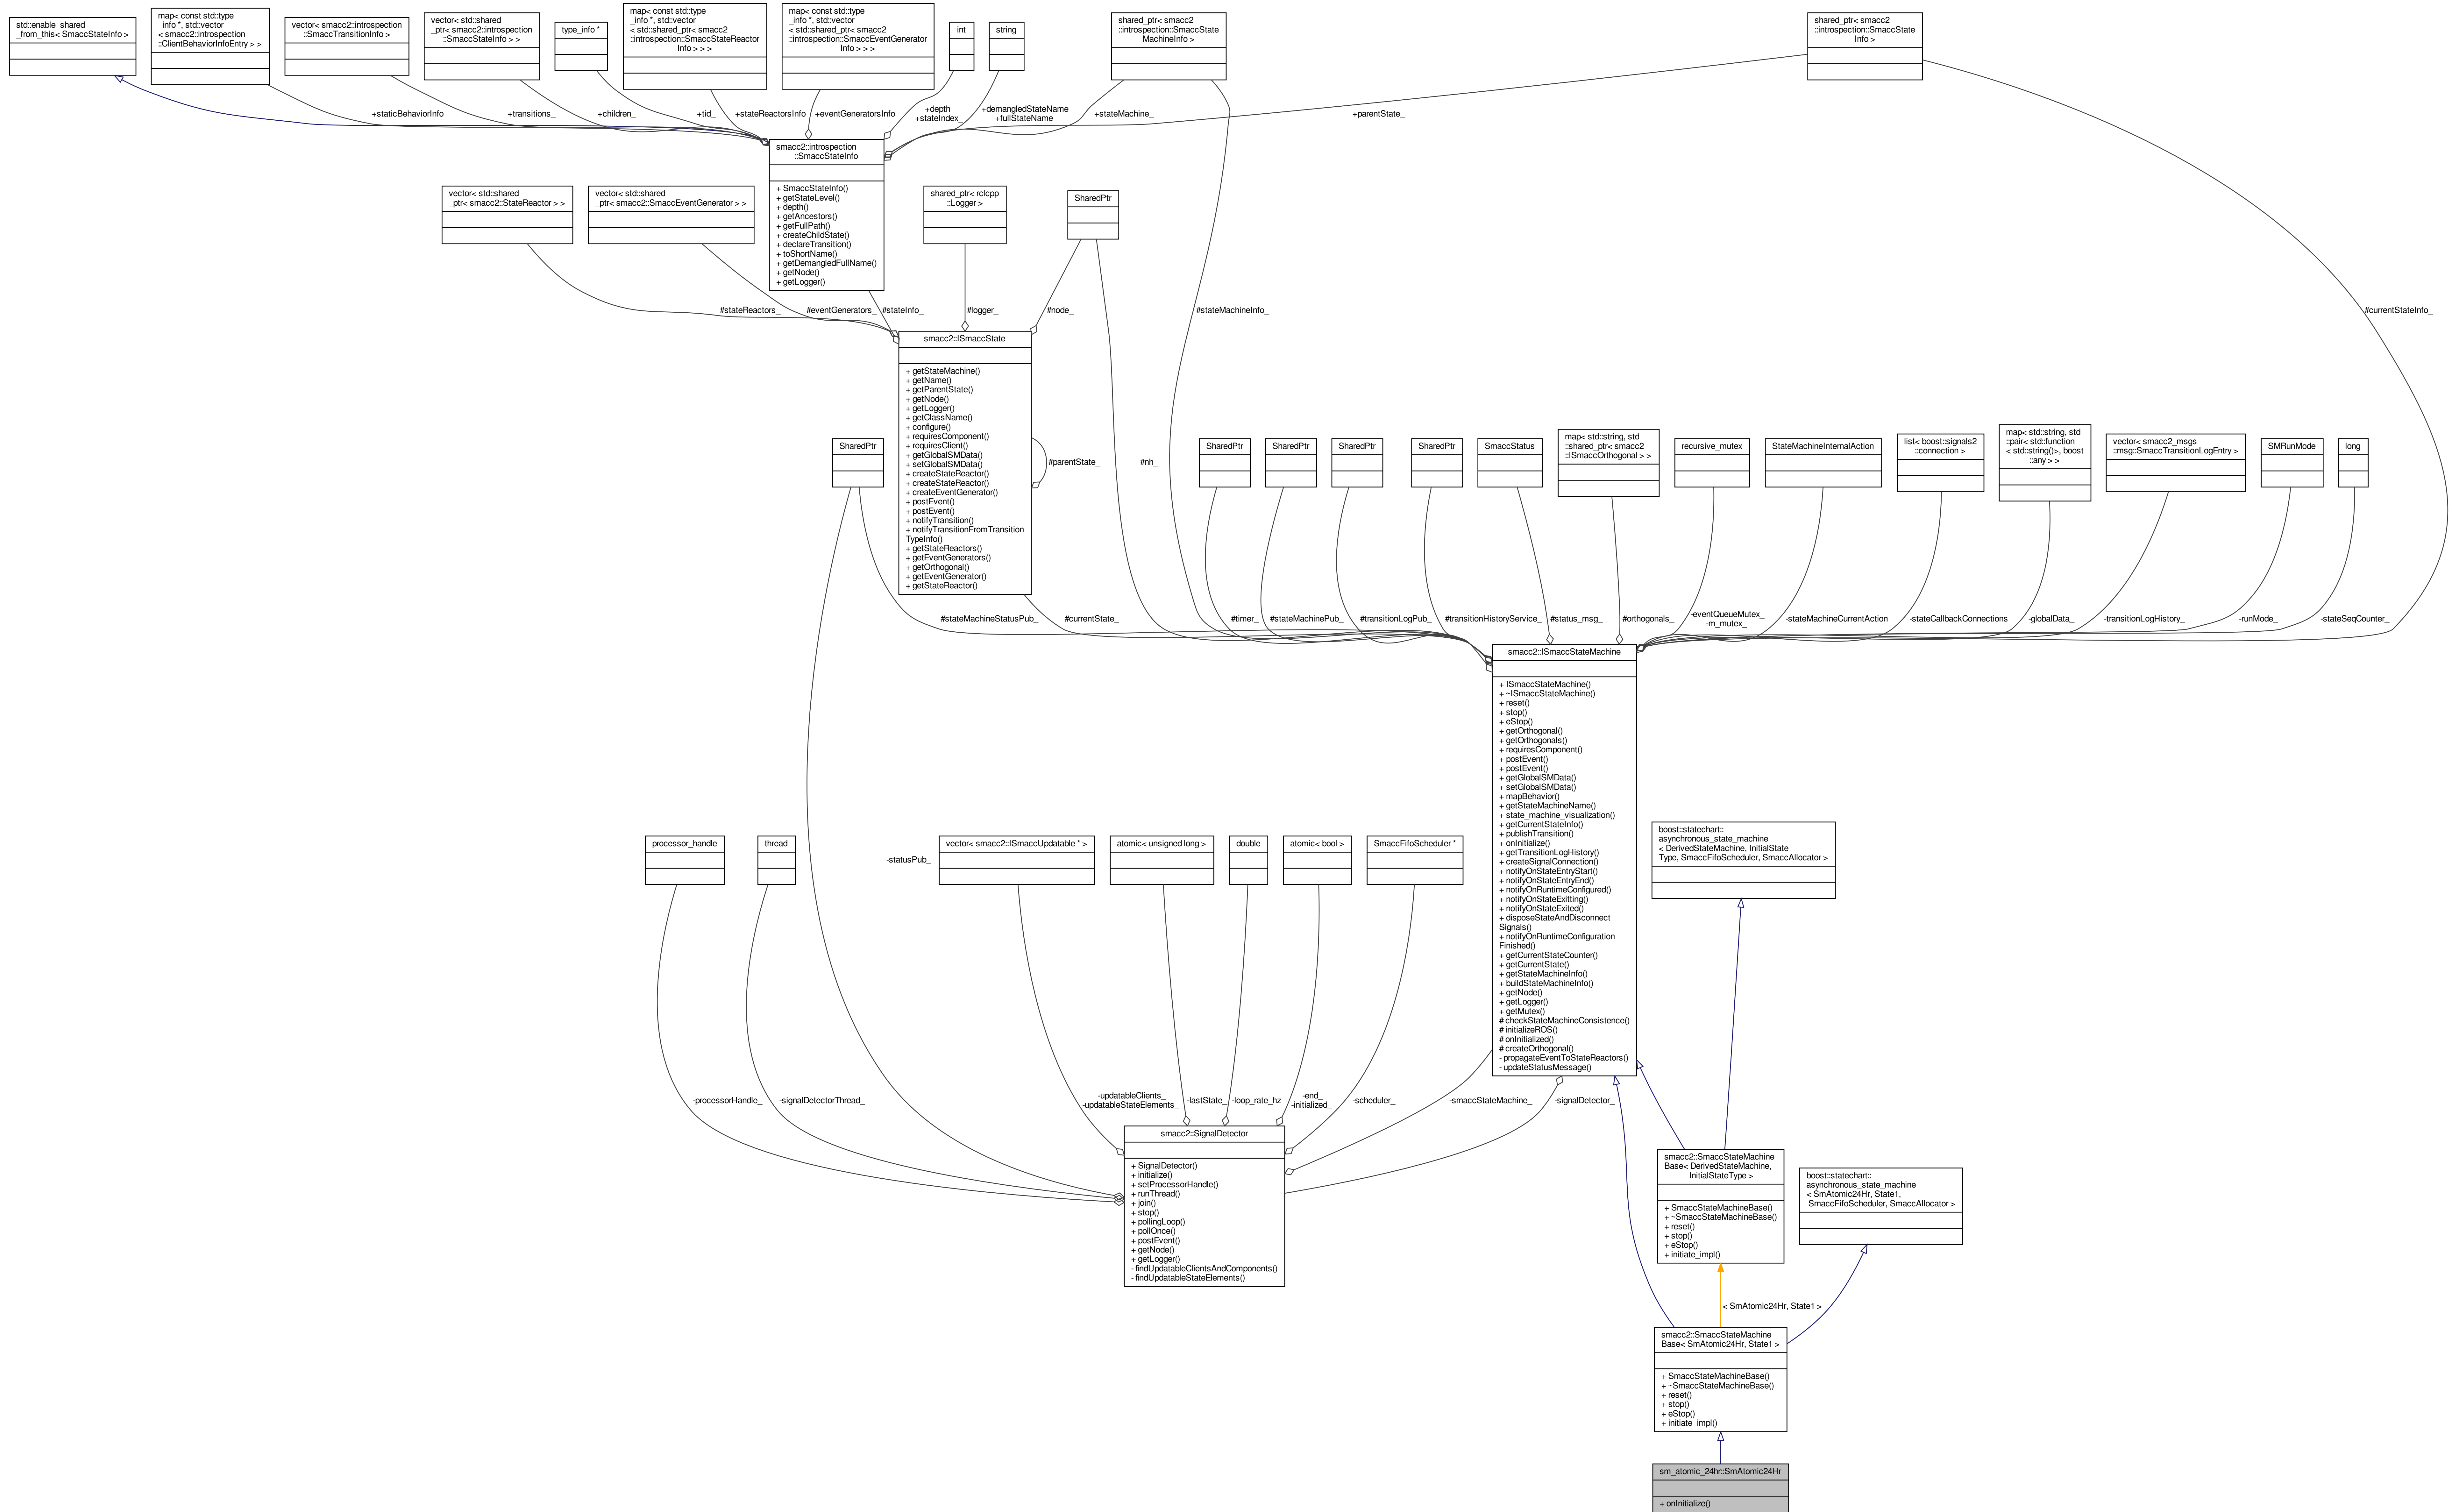 std::enable_shared
_from_this< SmaccStateInfo >
map< const std::type
_info *, std::vector
< smacc2::introspection
::ClientBehaviorInfoEntry > >
vector< smacc2::introspection
::SmaccTransitionInfo >
vector< std::shared
_ptr< smacc2::introspection
::SmaccStateInfo > >
type_info *
map< const std::type
_info *, std::vector
< std::shared_ptr< smacc2
::introspection::SmaccStateReactor
Info > > >
map< const std::type
_info *, std::vector
< std::shared_ptr< smacc2
::introspection::SmaccEventGenerator
Info > > >
int
string
shared_ptr< smacc2
::introspection::SmaccState
MachineInfo >
shared_ptr< smacc2
::introspection::SmaccState
Info >
+staticBehaviorInfo
+transitions_
+children_
+tid_
+stateReactorsInfo
+eventGeneratorsInfo
+depth_
+stateIndex_
+demangledStateName
+fullStateName
+stateMachine_
+parentState_
smacc2::introspection
::SmaccStateInfo
+ SmaccStateInfo()
+ getStateLevel()
+ depth()
+ getAncestors()
+ getFullPath()
+ createChildState()
+ declareTransition()
+ toShortName()
+ getDemangledFullName()
+ getNode()
+ getLogger()
vector< std::shared
_ptr< smacc2::StateReactor > >
vector< std::shared
_ptr< smacc2::SmaccEventGenerator > >
shared_ptr< rclcpp
::Logger >
SharedPtr
#stateReactors_
#eventGenerators_
#stateInfo_
#logger_
#node_
#stateMachineInfo_
#currentStateInfo_
smacc2::ISmaccState
+ getStateMachine()
+ getName()
+ getParentState()
+ getNode()
+ getLogger()
+ getClassName()
+ configure()
+ requiresComponent()
+ requiresClient()
+ getGlobalSMData()
+ setGlobalSMData()
+ createStateReactor()
+ createStateReactor()
+ createEventGenerator()
+ postEvent()
+ postEvent()
+ notifyTransition()
+ notifyTransitionFromTransition
TypeInfo()
+ getStateReactors()
+ getEventGenerators()
+ getOrthogonal()
+ getEventGenerator()
+ getStateReactor()
#parentState_
#nh_
SharedPtr
SharedPtr
SharedPtr
SharedPtr
SharedPtr
SmaccStatus
map< std::string, std
::shared_ptr< smacc2
::ISmaccOrthogonal > >
recursive_mutex
StateMachineInternalAction
list< boost::signals2
::connection >
map< std::string, std
::pair< std::function
< std::string()>, boost
::any > >
vector< smacc2_msgs
::msg::SmaccTransitionLogEntry >
SMRunMode
long
#stateMachineStatusPub_
#currentState_
#timer_
#stateMachinePub_
#transitionLogPub_
#transitionHistoryService_
#status_msg_
#orthogonals_
-eventQueueMutex_
-m_mutex_
-stateMachineCurrentAction
-stateCallbackConnections
-globalData_
-transitionLogHistory_
-runMode_
-stateSeqCounter_
smacc2::ISmaccStateMachine
+ ISmaccStateMachine()
+ ~ISmaccStateMachine()
+ reset()
+ stop()
+ eStop()
+ getOrthogonal()
+ getOrthogonals()
+ requiresComponent()
+ postEvent()
+ postEvent()
+ getGlobalSMData()
+ setGlobalSMData()
+ mapBehavior()
+ getStateMachineName()
+ state_machine_visualization()
+ getCurrentStateInfo()
+ publishTransition()
+ onInitialize()
+ getTransitionLogHistory()
+ createSignalConnection()
+ notifyOnStateEntryStart()
+ notifyOnStateEntryEnd()
+ notifyOnRuntimeConfigured()
+ notifyOnStateExitting()
+ notifyOnStateExited()
+ disposeStateAndDisconnect
Signals()
+ notifyOnRuntimeConfiguration
Finished()
+ getCurrentStateCounter()
+ getCurrentState()
+ getStateMachineInfo()
+ buildStateMachineInfo()
+ getNode()
+ getLogger()
+ getMutex()
# checkStateMachineConsistence()
# initializeROS()
# onInitialized()
# createOrthogonal()
- propagateEventToStateReactors()
- updateStatusMessage()
processor_handle
thread
-statusPub_
vector< smacc2::ISmaccUpdatable * >
atomic< unsigned long >
double
atomic< bool >
SmaccFifoScheduler *
boost::statechart::
asynchronous_state_machine
< DerivedStateMachine, InitialState
Type, SmaccFifoScheduler, SmaccAllocator >
-processorHandle_
-signalDetectorThread_
-updatableClients_
-updatableStateElements_
-lastState_
-loop_rate_hz
-end_
-initialized_
-scheduler_
-smaccStateMachine_
-signalDetector_
smacc2::SignalDetector
+ SignalDetector()
+ initialize()
+ setProcessorHandle()
+ runThread()
+ join()
+ stop()
+ pollingLoop()
+ pollOnce()
+ postEvent()
+ getNode()
+ getLogger()
- findUpdatableClientsAndComponents()
- findUpdatableStateElements()
smacc2::SmaccStateMachine
Base< DerivedStateMachine,
InitialStateType >
+ SmaccStateMachineBase()
+ ~SmaccStateMachineBase()
+ reset()
+ stop()
+ eStop()
+ initiate_impl()
boost::statechart::
asynchronous_state_machine
< SmAtomic24Hr, State1,
SmaccFifoScheduler, SmaccAllocator >
< SmAtomic24Hr, State1 >
smacc2::SmaccStateMachine
Base< SmAtomic24Hr, State1 >
+ SmaccStateMachineBase()
+ ~SmaccStateMachineBase()
+ reset()
+ stop()
+ eStop()
+ initiate_impl()
sm_atomic_24hr::SmAtomic24Hr
+ onInitialize()